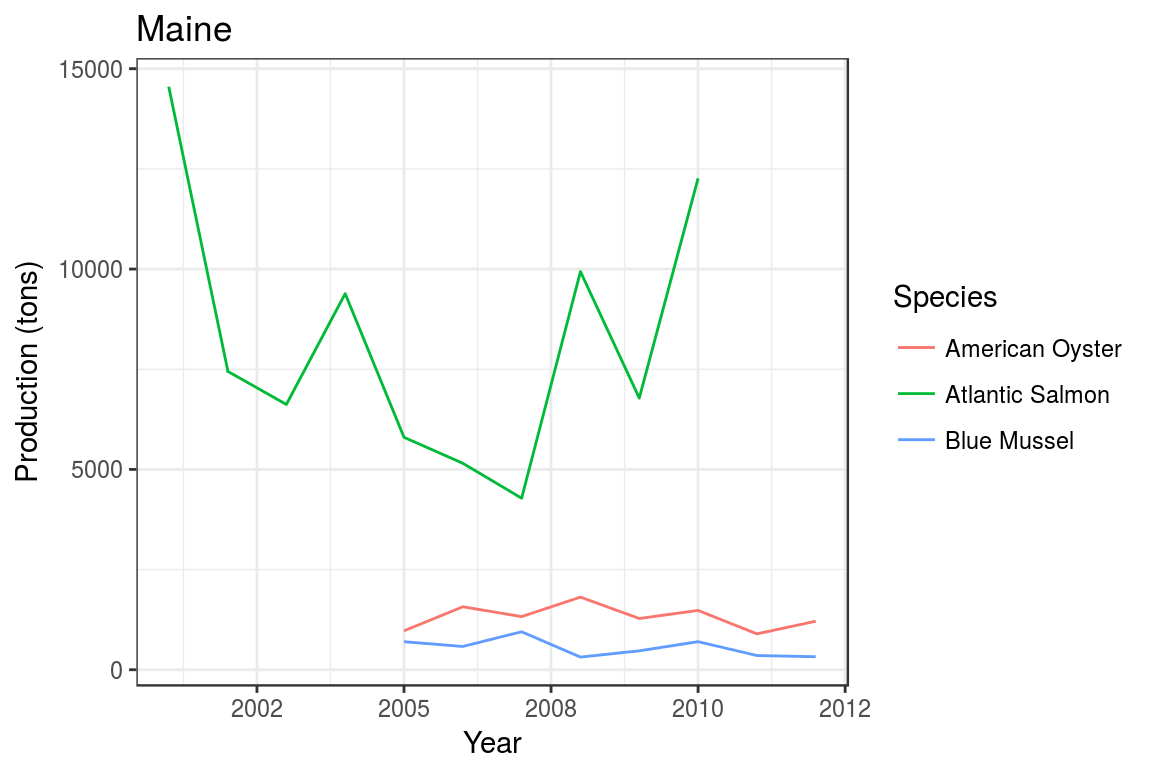 Maine
15000
10000
5000
0
Production (tons)
2002
2005
2008
2010
2012
Year
Species
American Oyster
Atlantic Salmon
Blue Mussel